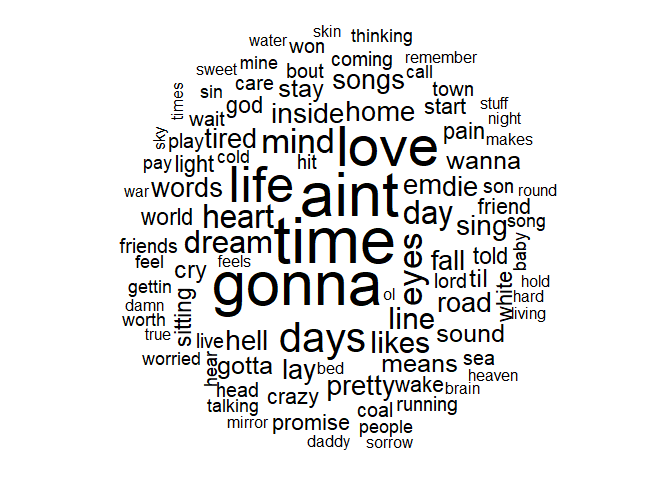 skin
water
won
thinking
sweet
mine
bout
coming
remember
sin
care
stay
songs
call
town
times
god
inside
home
start
stuff
wait
night
sky
play
tired
mind
love
pain
makes
pay
light
cold
hit
wanna
war
words
life
aint
em
die
son
round
world
heart
day
sing
friend
song
friends
dream
time
eyes
fall
told
baby
feel
feels
cry
lord
til
white
hold
gettin
gonna
ol
road
hard
damn
sitting
line
living
worth
true
live
hell
days
likes
sound
worried
hear
gotta
lay
bed
means
sea
heaven
head
crazy
pretty
wake
brain
talking
coal
running
mirror
promise
people
daddy
sorrow